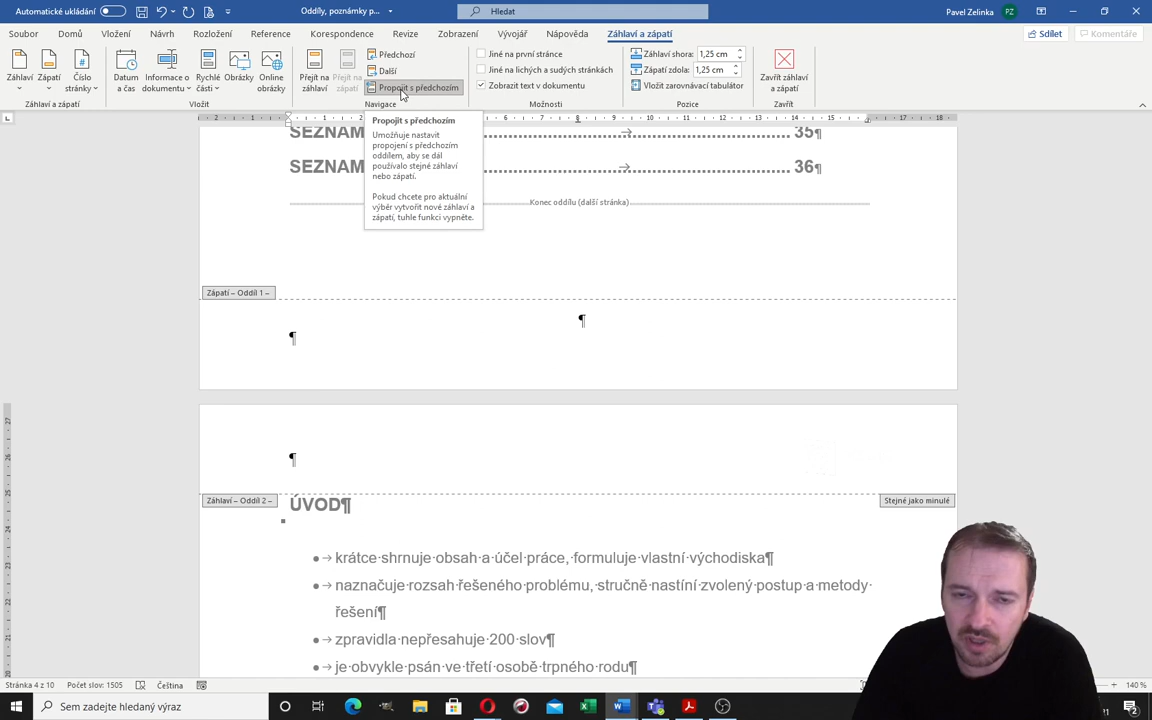 Automatické ukládání
Oddíly, poznámky p...
Hledat
Pavel Zelinka
PZ
Soubor
Domů
Vložení
Návrh
Rozložení
Reference
Korespondence
Revize
Zobrazení
Vývojář
Nápověda
Záhlaví a zápatí
Sdílet
Komentáře
Záhlaví
Zápatí
Číslo stránky
Záhlaví a zápatí
Datum a čas
Informace o dokumentu
Rychlé části
Obrázky
Online obrázky
Vložit
Přejít na záhlaví
Přejít na zápatí
Předchozí
Další
Propojit s předchozím
Navigace
Jiné na první stránce
Jiné na lichých a sudých stránkách
Zobrazit text v dokumentu
Možnosti
Záhlaví shora: 1,25 cm
Zápatí zdola: 1,25 cm
Vložit zarovnávací tabulátor
Pozice
Zavřít záhlaví a zápatí
Zavřít
Propojit s předchozím
Umožňuje nastavit
propojení s předchozím
oddílem, aby se dál
používalo stejné záhlaví
nebo zápatí.
Pokud chcete pro aktuální
výběr vytvořit nové záhlaví a
zápatí, tuhle funkci vypněte.
SEZNAM → 35¶
SEZNAM → 36¶
Konec oddílu (další stránka)
Zápatí – Oddíl 1 –
¶
¶
¶
Záhlaví – Oddíl 2 –
Stejné jako minulé
ÚVOD¶
●→krátce·shrnuje·obsah·a·účel·práce,·formuluje·vlastní·východiska¶
●→naznačuje·rozsah·řešeného·problému,·stručně·nastíní·zvolený·postup·a·metody·
řešení¶
●→zpravidla·nepřesahuje·200·slov¶
●→je·obvykle·psán·ve·třetí·osobě·trpného·rodu¶
Stránka 4 z 10
Počet slov: 1505
Čeština
140 %
Sem zadejte hledaný výraz